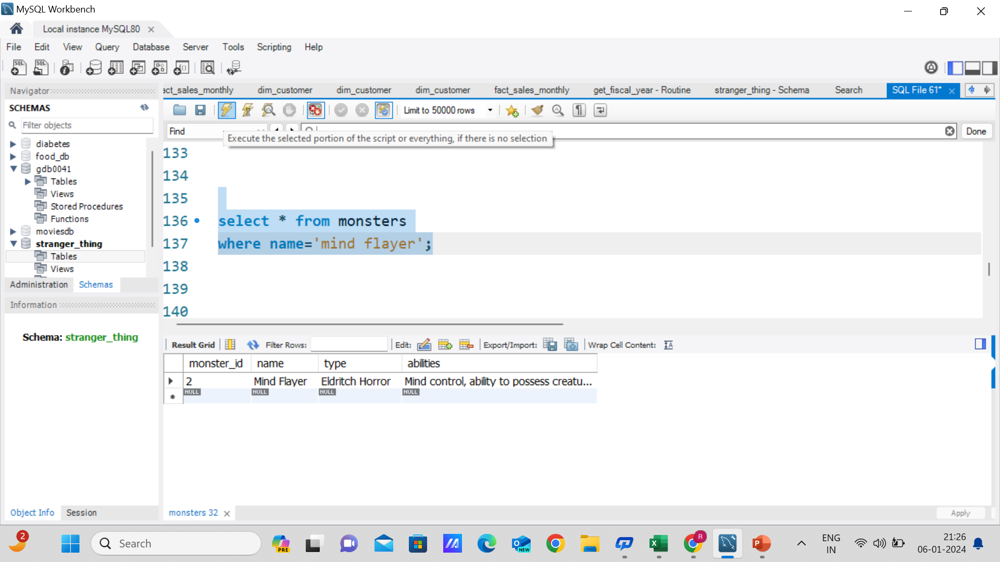 MySQL Workbench
Local instance MySQL80
File Edit View Query Database Server Tools Scripting Help
Navigator
act_sales_monthly dim_customer dim_customer dim_customer fact_sales_monthly get_fiscal_year - Routine stranger_thing - Schema Search SQL File 61*
SCHEMAS
Limit to 50000 rows
Filter objects
Find
Done
Execute the selected portion of the script or everything, if there is no selection
diabetes
food_db
gdb0041
Tables
Views
Stored Procedures
Functions
moviesdb
stranger_thing
Tables
Views
133
134
135
136 select * from monsters
137 where name='mind flayer';
138
139
140
Administration Schemas
Information
Schema: stranger_thing
Result Grid Filter Rows: Edit: Export/Import: Wrap Cell Content:
monster_id name type abilities
2 Mind Flayer Eldritch Horror Mind control, ability to possess creatu...
NULL NULL NULL NULL
Object Info Session
monsters 32
Apply
2
Search
PRE
NEW
R
ENG
IN
21:26
06-01-2024